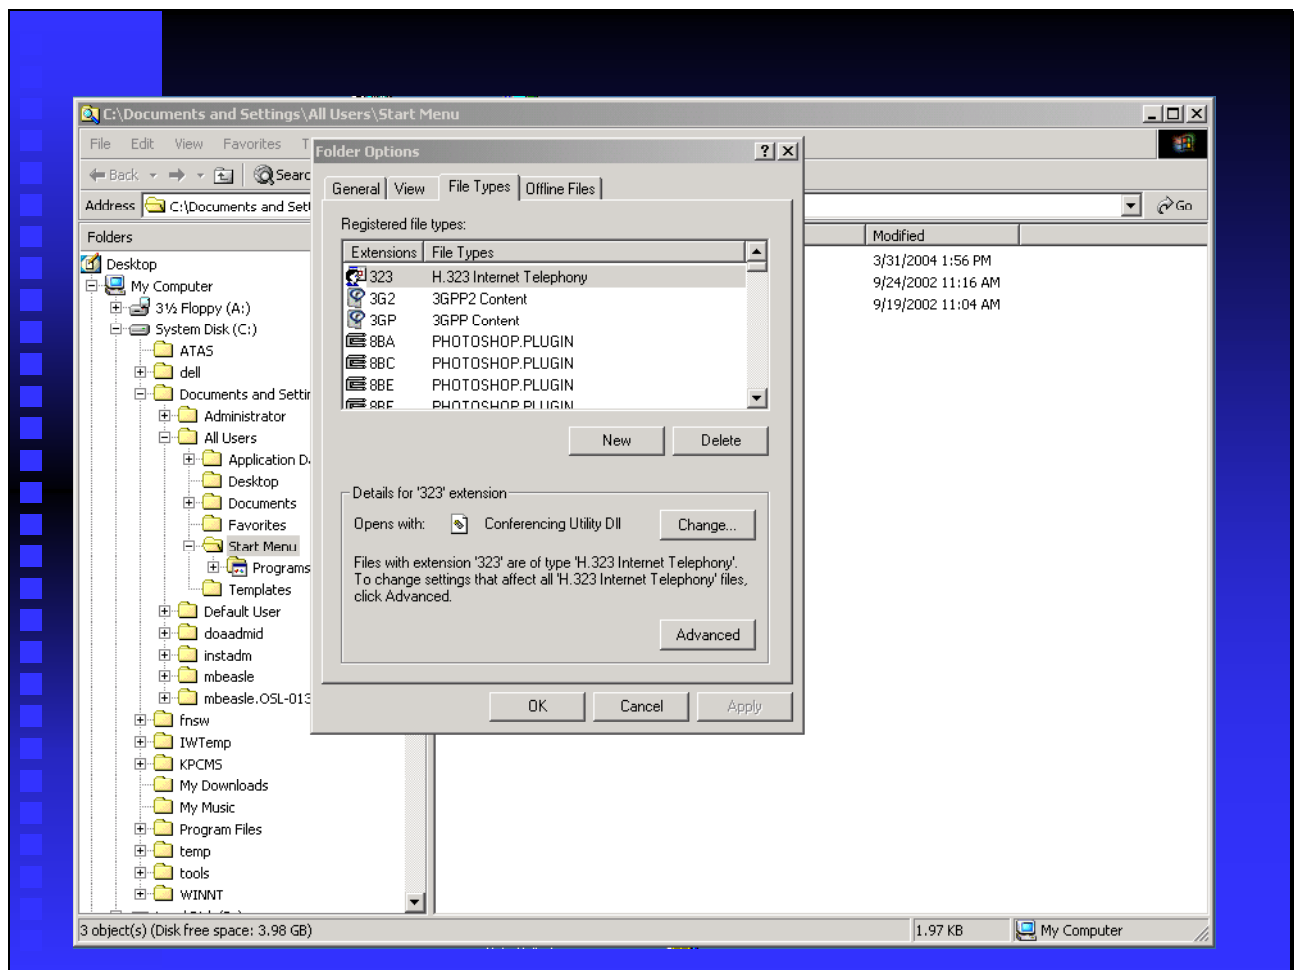 C:\Documents and Settings\All Users\Start Menu
File Edit View Favorites T
Back Search
Address C:\Documents and Set Go
Folders
Desktop
My Computer
3½ Floppy (A:)
System Disk (C:)
ATAS
dell
Documents and Settin
Administrator
All Users
Application D
Desktop
Documents
Favorites
Start Menu
Programs
Templates
Default User
doaadmid
instadm
mbeasle
mbeasle.OSL-013
fnsw
IWTemp
KPCMS
My Downloads
My Music
Program Files
temp
tools
WINNT
Folder Options
General View File Types Offline Files
Registered file types:
Extensions File Types
323 H.323 Internet Telephony
3G2 3GPP2 Content
3GP 3GPP Content
8BA PHOTOSHOP.PLUGIN
8BC PHOTOSHOP.PLUGIN
8BE PHOTOSHOP.PLUGIN
8BF PHOTOSHOP.PLUGIN
New Delete
Details for '323' extension
Opens with: Conferencing Utility Dll Change...
Files with extension '323' are of type 'H.323 Internet Telephony'.
To change settings that affect all 'H.323 Internet Telephony' files,
click Advanced.
Advanced
OK Cancel Apply
Modified
3/31/2004 1:56 PM
9/24/2002 11:16 AM
9/19/2002 11:04 AM
3 object(s) (Disk free space: 3.98 GB) 1.97 KB My Computer